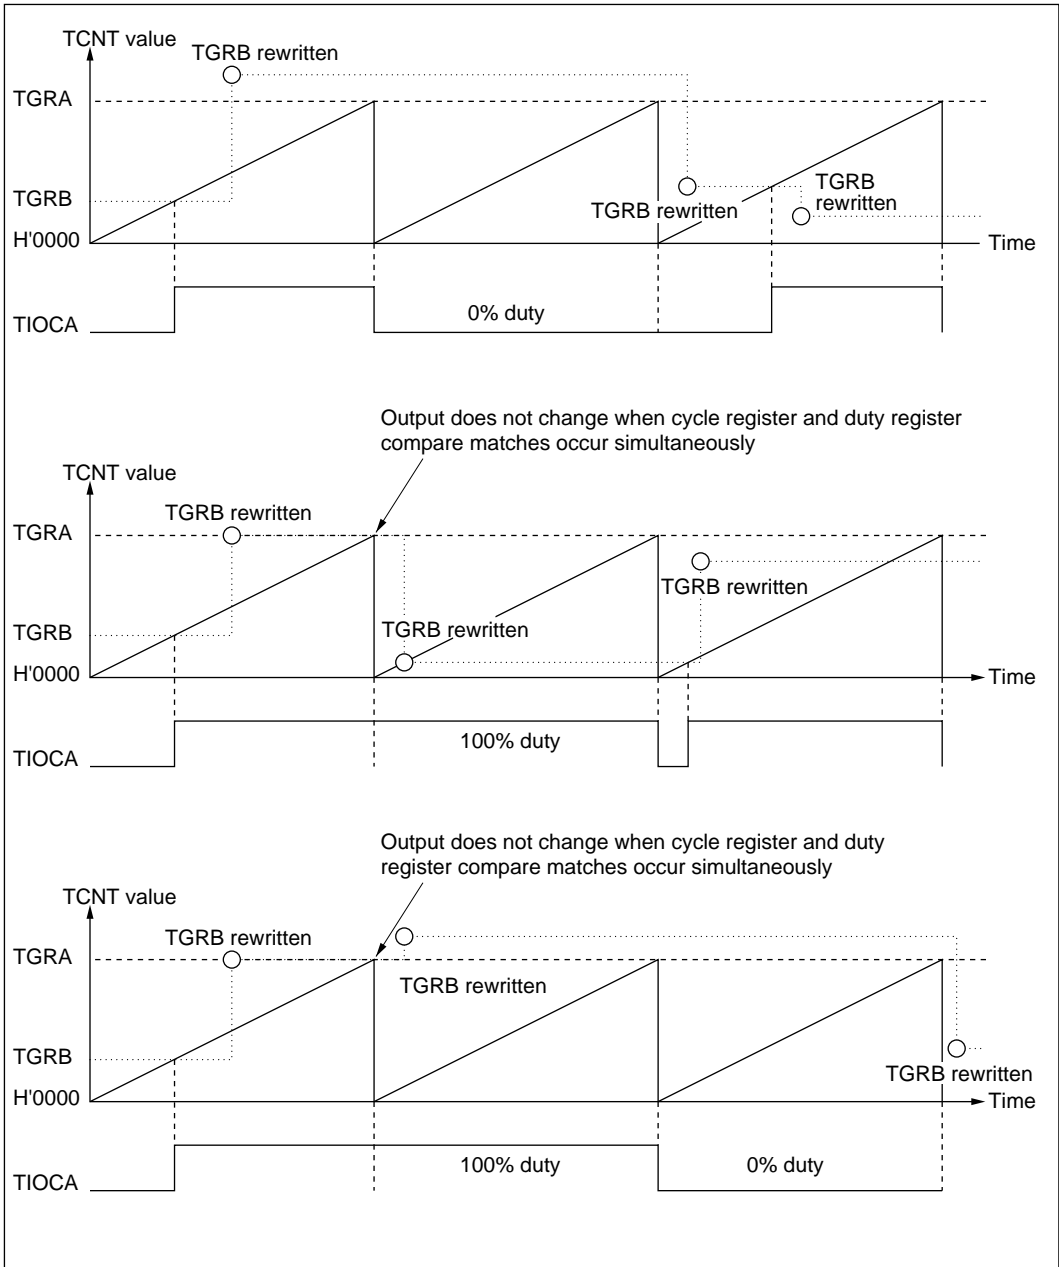 TCNT value
TGRB rewritten
TGRA
TGRB
TGRB
rewritten
TGRB rewritten
H'0000
Time
0% duty
TIOCA
Output does not change when cycle register and duty register
compare matches occur simultaneously
TCNT value
TGRB rewritten
TGRA
TGRB rewritten
TGRB
TGRB rewritten
H'0000
Time
100% duty
TIOCA
Output does not change when cycle register and duty
register compare matches occur simultaneously
TCNT value
TGRB rewritten
TGRA
TGRB rewritten
TGRB
TGRB rewritten
H'0000
Time
100% duty
0% duty
TIOCA